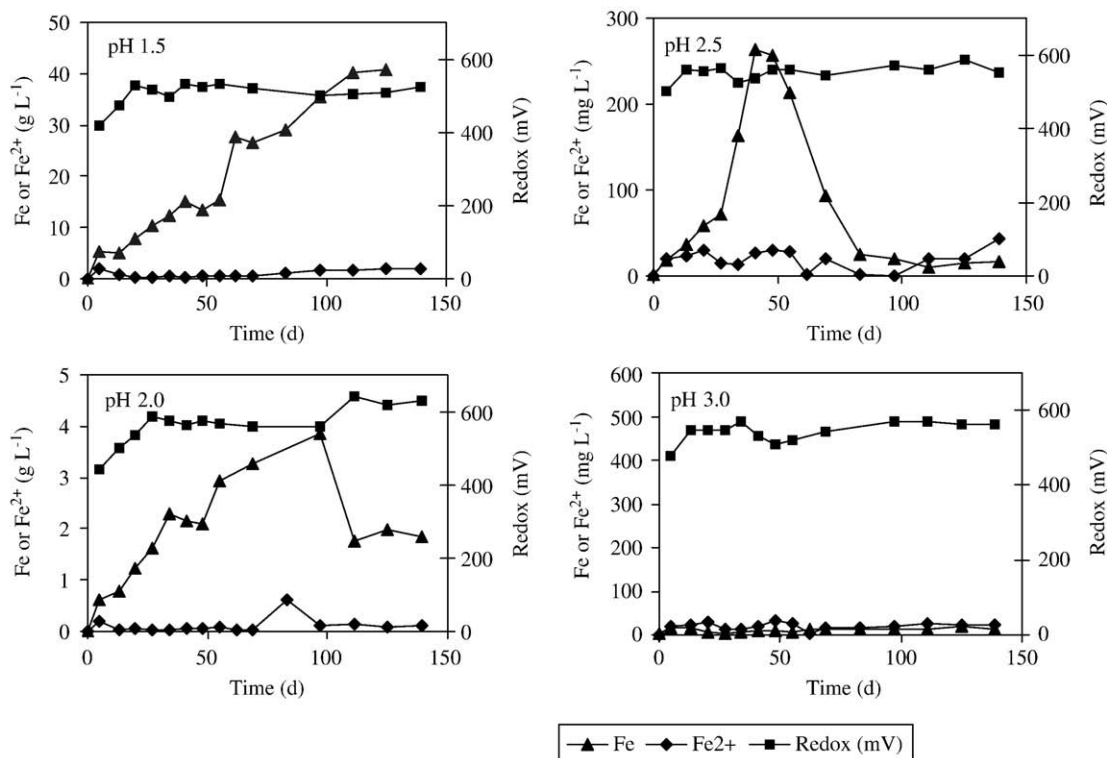 pH 1.5
50
40
30
20
10
0
Fe or Fe²⁺ (g L⁻¹)
600
400
200
0
Redox (mV)
0 50 100 150
Time (d)
pH 2.5
300
200
100
0
Fe or Fe²⁺ (mg L⁻¹)
600
400
200
0
Redox (mV)
0 50 100 150
Time (d)
pH 2.0
5
4
3
2
1
0
Fe or Fe²⁺ (g L⁻¹)
600
400
200
0
Redox (mV)
0 50 100 150
Time (d)
pH 3.0
600
500
400
300
200
100
0
Fe or Fe²⁺ (mg L⁻¹)
600
400
200
0
Redox (mV)
0 50 100 150
Time (d)
Fe Fe2+ Redox (mV)